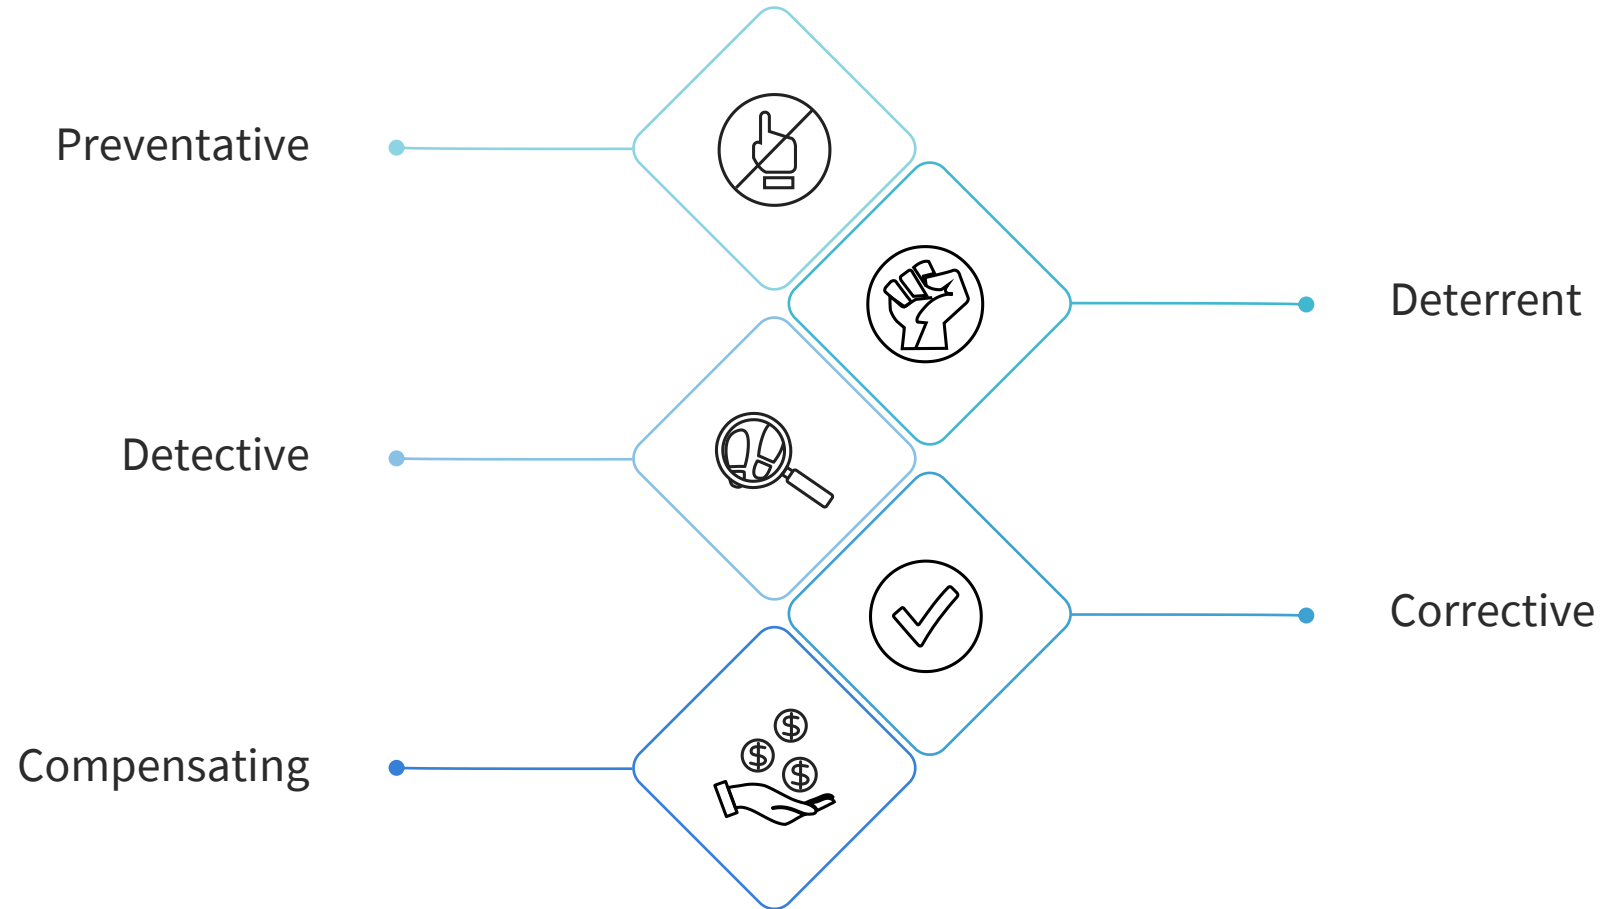 Preventative
Deterrent
Detective
Corrective
Compensating
$
$
$